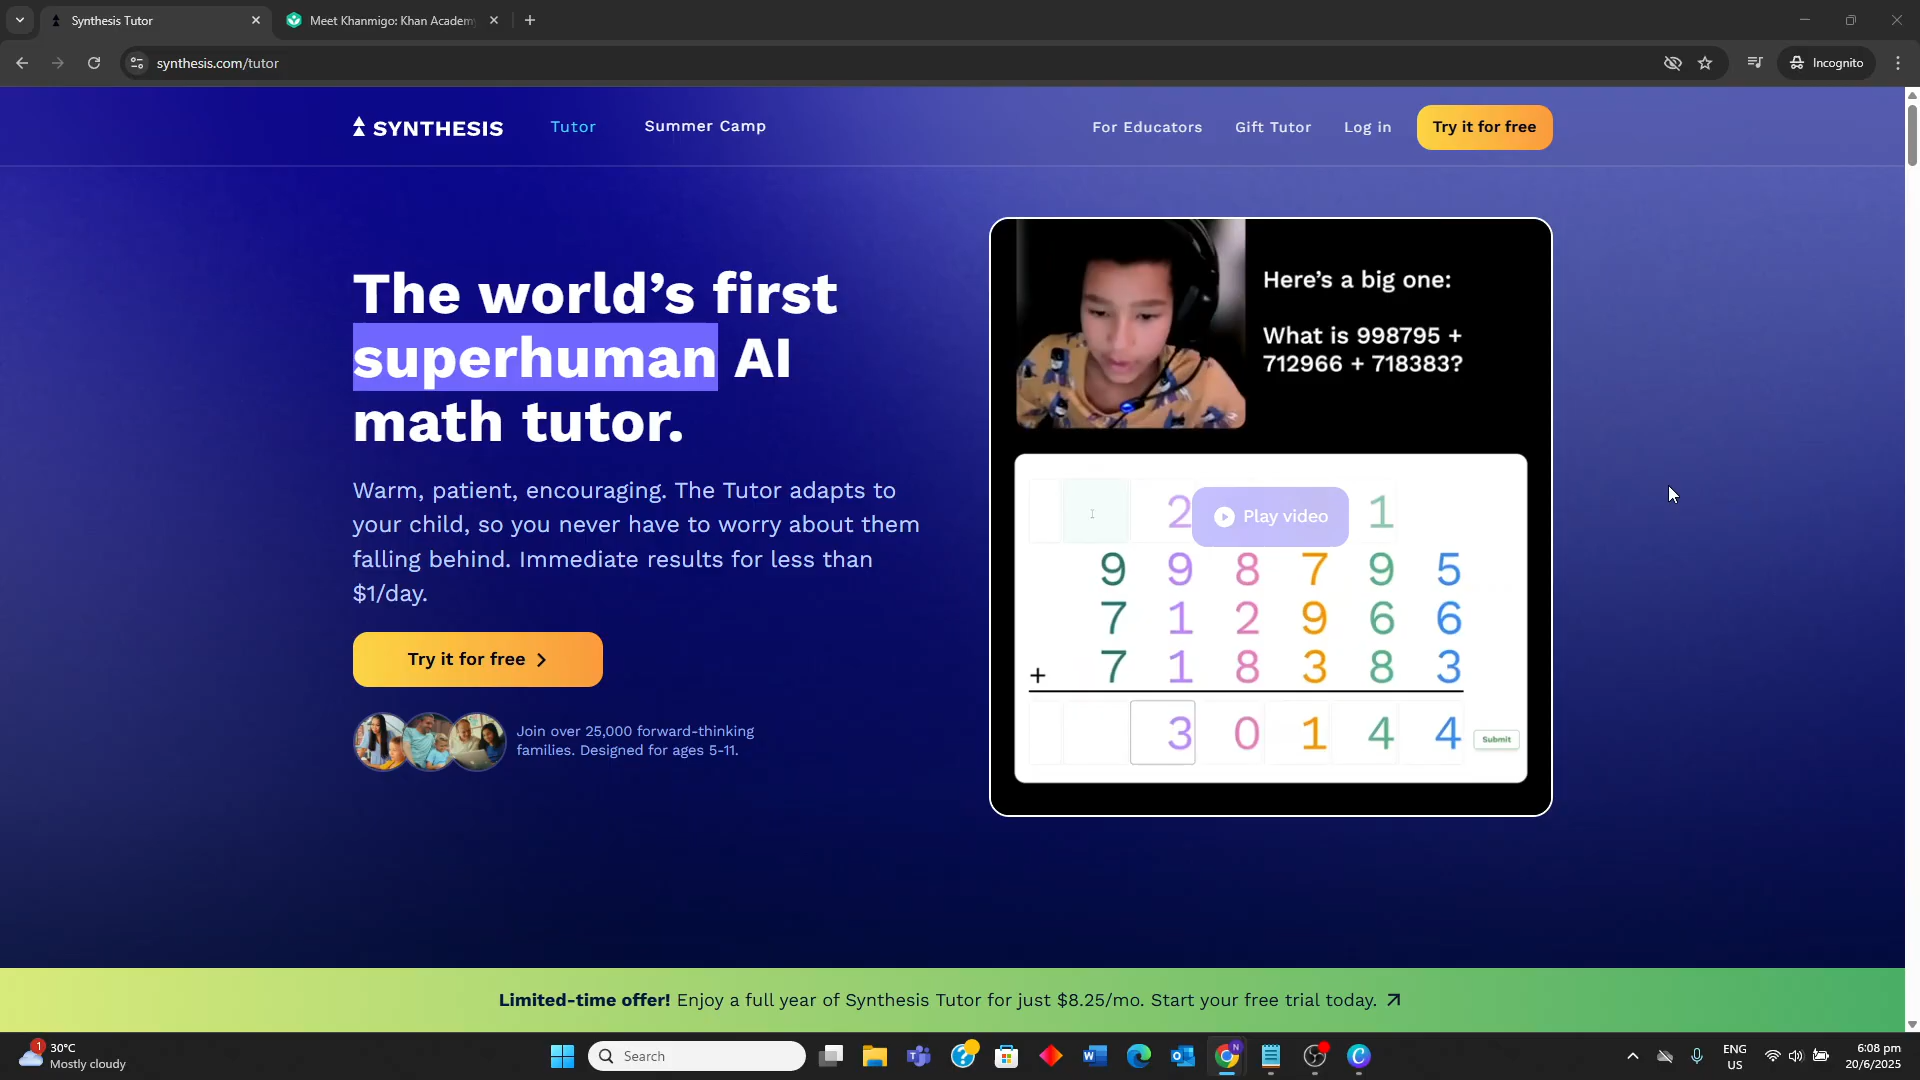 Synthesis Tutor
Meet Khanmigo: Khan Academ
synthesis.com/tutor
Incognito
SYNTHESIS
Tutor
Summer Camp
For Educators
Gift Tutor
Log in
Try it for free
The world’s first
superhuman AI
math tutor.
Warm, patient, encouraging. The Tutor adapts to
your child, so you never have to worry about them
falling behind. Immediate results for less than
$1/day.
Try it for free
Join over 25,000 forward-thinking
families. Designed for ages 5-11.
Here’s a big one:
What is 998795 +
712966 + 718383?
2 1
Play video
9 9 8 7 9 5
7 1 2 9 6 6
+ 7 1 8 3 8 3
3 0 1 4 4
Submit
Limited-time offer! Enjoy a full year of Synthesis Tutor for just $8.25/mo. Start your free trial today.
1
30°C
Mostly cloudy
Search
ENG
US
6:08 pm
20/6/2025